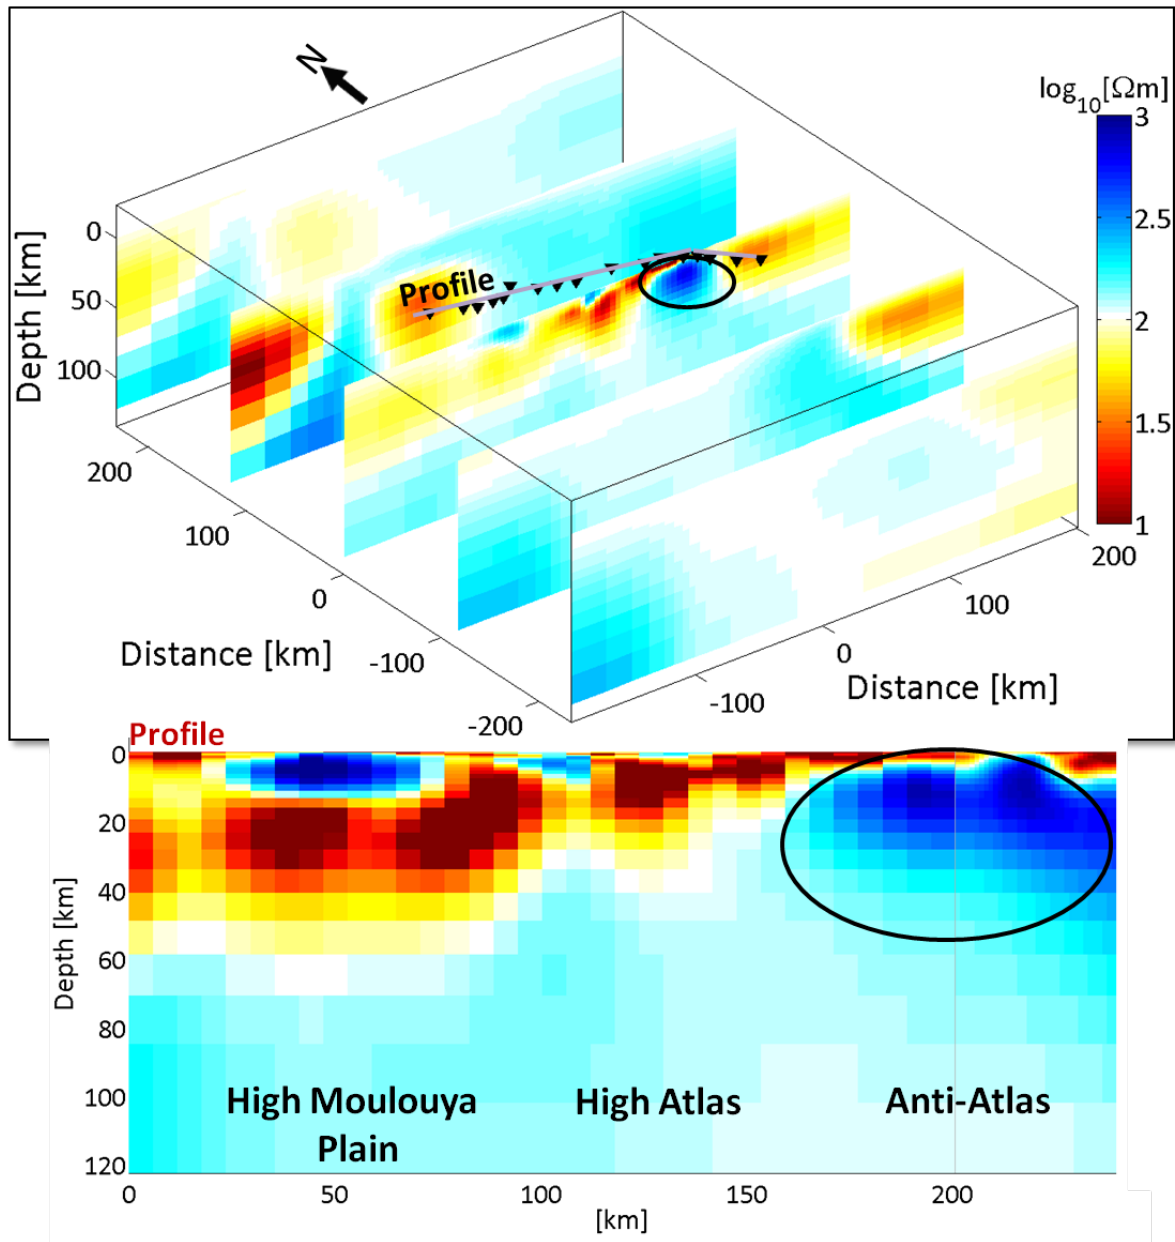 N
log10[Ωm]
3
2.5
2
1.5
1
Depth [km]
0
50
100
Profile
200
100
0
-100
-200
Distance [km]
200
100
0
-100
Distance [km]
Profile
Depth [km]
0
20
40
60
80
100
120
High Moulouya
Plain
High Atlas
Anti-Atlas
0
50
100
150
200
[km]